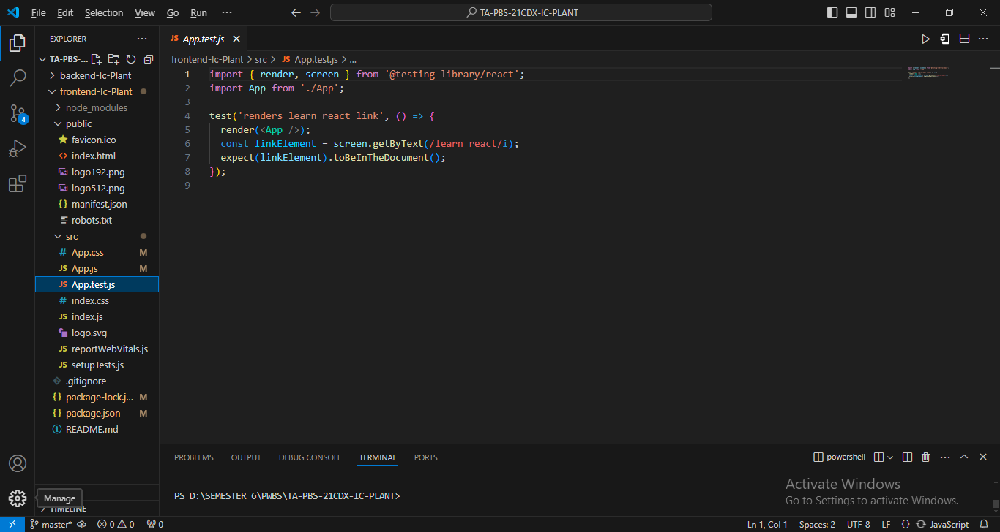 File Edit Selection View Go Run ··· TA-PBS-21CDX-IC-PLANT
EXPLORER ···
TA-PBS-...
backend-Ic-Plant
frontend-Ic-Plant
node_modules
public
favicon.ico
<> index.html
logo192.png
logo512.png
{} manifest.json
robots.txt
src
# App.css M
JS App.js M
JS App.test.js
# index.css
JS index.js
logo.svg
JS reportWebVitals.js
JS setupTests.js
.gitignore
{} package-lock.j... M
{} package.json M
README.md
TIMELINE
4
Manage
JS App.test.js
frontend-Ic-Plant > src > JS App.test.js > ...
1 import { render, screen } from '@testing-library/react';
2 import App from './App';
3
4 test('renders learn react link', () => {
5 render(<App />);
6 const linkElement = screen.getByText(/learn react/i);
7 expect(linkElement).toBeInTheDocument();
8 });
9
PROBLEMS OUTPUT DEBUG CONSOLE TERMINAL PORTS powershell
PS D:\SEMESTER 6\PWBS\TA-PBS-21CDX-IC-PLANT>
Activate Windows
Go to Settings to activate Windows.
master* 0 0 0 Ln 1, Col 1 Spaces: 2 UTF-8 LF {} JavaScript